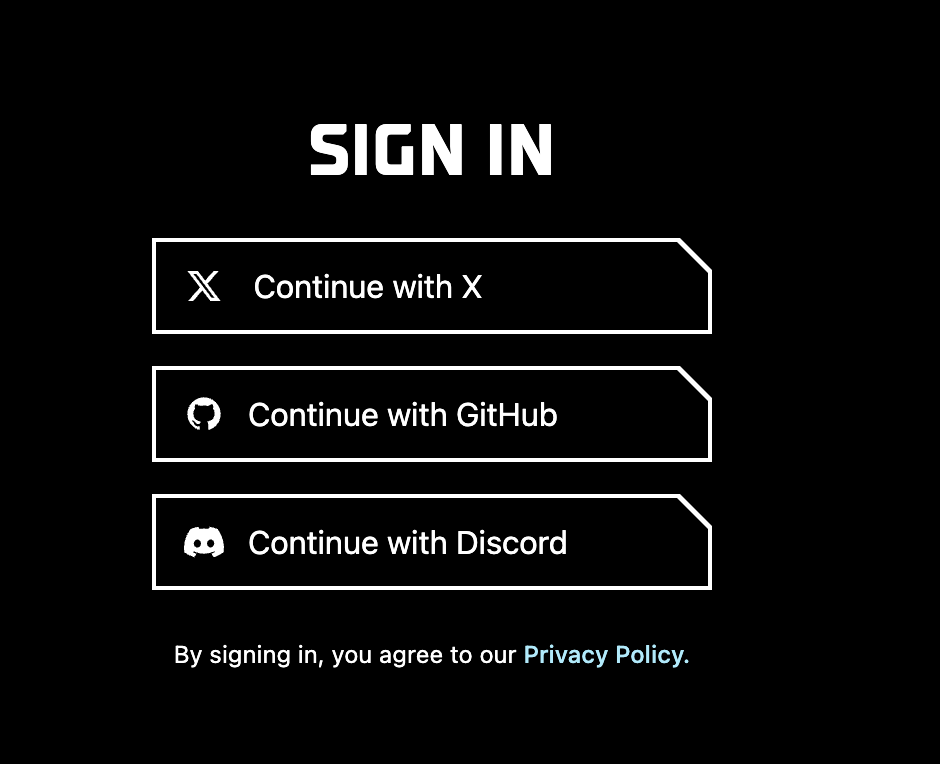 SIGN IN
Continue with X
Continue with GitHub
Continue with Discord
By signing in, you agree to our Privacy Policy.